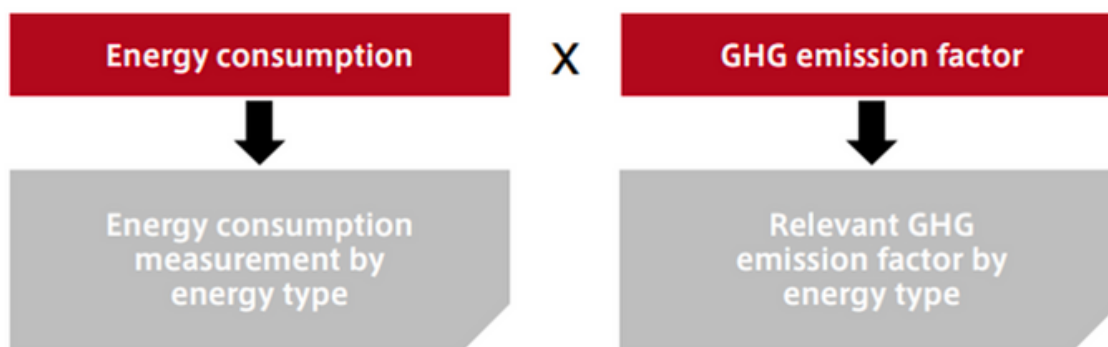 Energy consumption
X
GHG emission factor
Energy consumption
measurement by
energy type
Relevant GHG
emission factor by
energy type